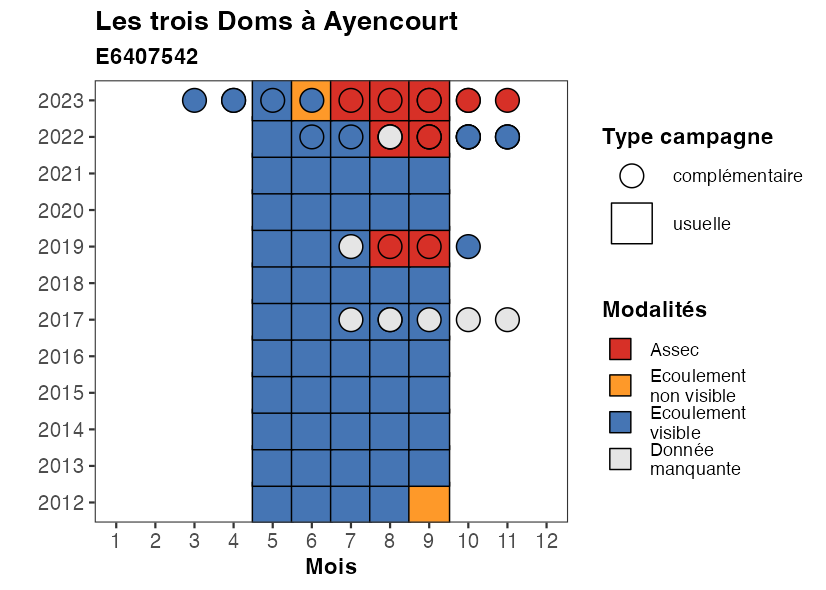 Les trois Doms à Ayencourt
E6407542
2023
2022
2021
2020
2019
2018
2017
2016
2015
2014
2013
2012
1 2 3 4 5 6 7 8 9 10 11 12
Mois
Type campagne
complémentaire
usuelle
Modalités
Assec
Ecoulement
non visible
Ecoulement
visible
Donnée
manquante